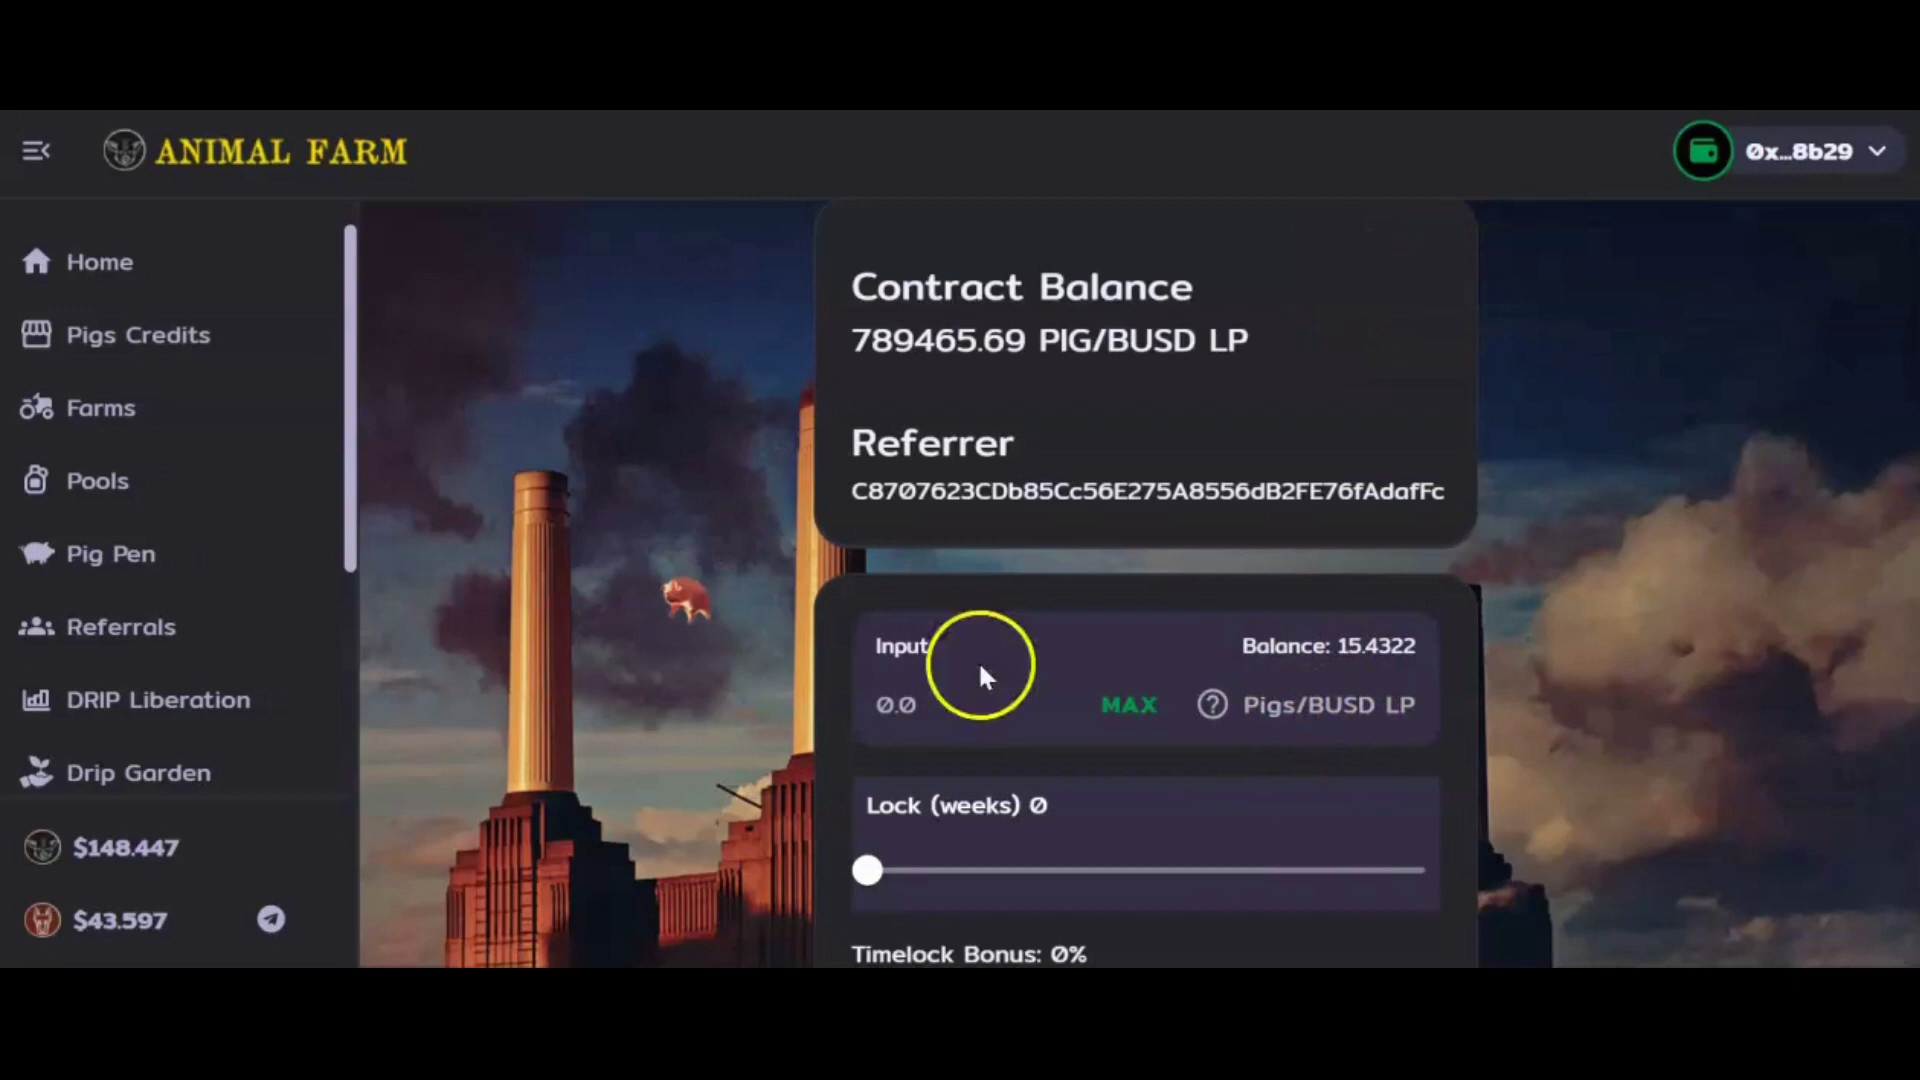 ANIMAL FARM
0x...8b29
Home
Pigs Credits
Farms
Pools
Pig Pen
Referrals
DRIP Liberation
Drip Garden
$148.447
$43.597
Contract Balance
789465.69 PIG/BUSD LP
Referrer
C8707623CDb85Cc56E275A8556dB2FE76fAdafFc
Input
Balance: 15.4322
0.0
MAX
Pigs/BUSD LP
Lock (weeks) 0
Timelock Bonus: 0%